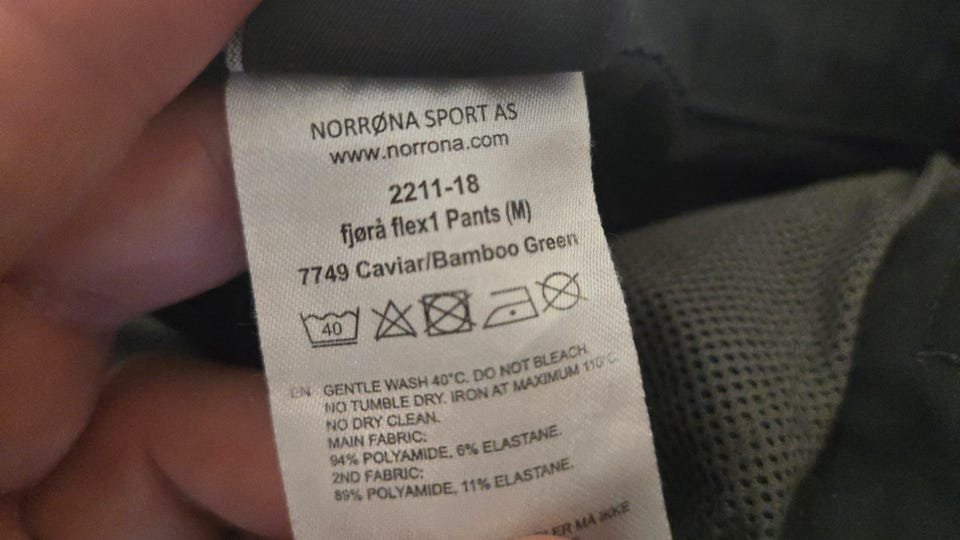 NORRØNA SPORT AS
www.norrona.com
2211-18
fjørå flex1 Pants (M)
7749 Caviar/Bamboo Green
40
EN GENTLE WASH 40°C. DO NOT BLEACH.
NO TUMBLE DRY. IRON AT MAXIMUM 110°C.
NO DRY CLEAN.
MAIN FABRIC:
94% POLYAMIDE, 6% ELASTANE.
2ND FABRIC:
89% POLYAMIDE, 11% ELASTANE.
MÅ IKKE